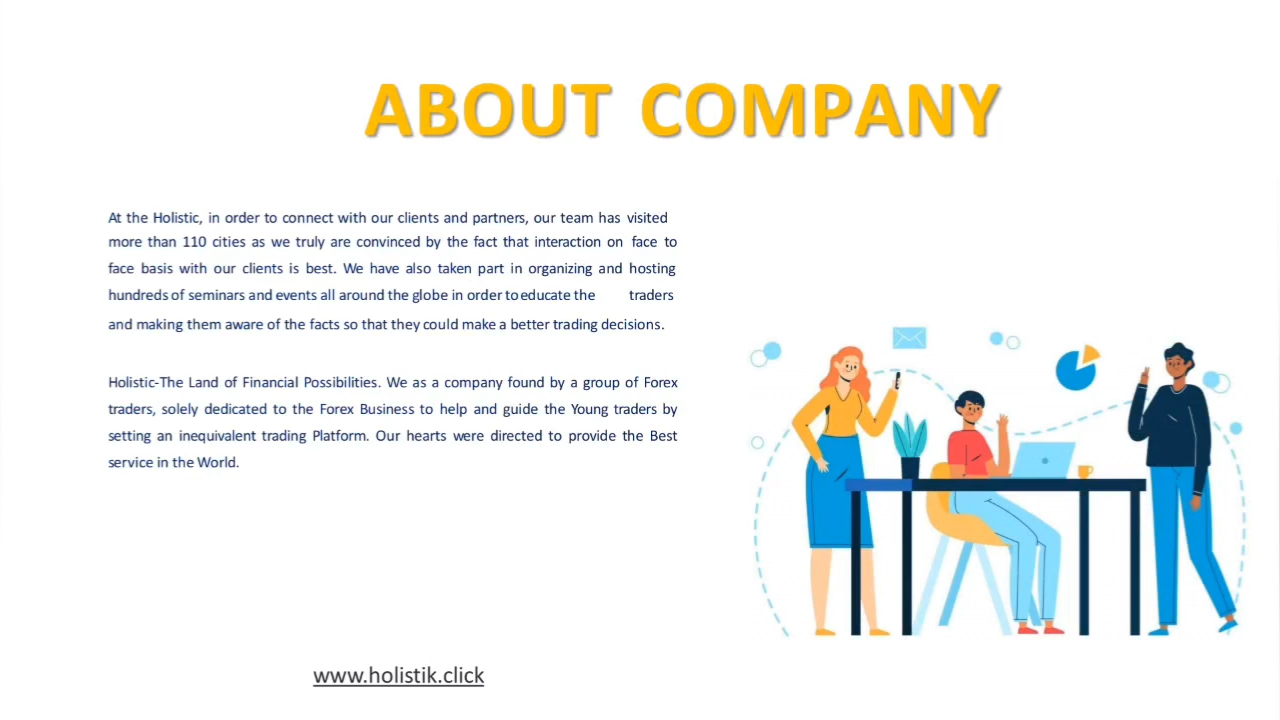 ABOUT COMPANY
At the Holistic, in order to connect with our clients and partners, our team has visited
more than 110 cities as we truly are convinced by the fact that interaction on face to
face basis with our clients is best. We have also taken part in organizing and hosting
hundreds of seminars and events all around the globe in order to educate the traders
and making them aware of the facts so that they could make a better trading decisions.
Holistic-The Land of Financial Possibilities. We as a company found by a group of Forex
traders, solely dedicated to the Forex Business to help and guide the Young traders by
setting an inequivalent trading Platform. Our hearts were directed to provide the Best
service in the World.
www.holistik.click